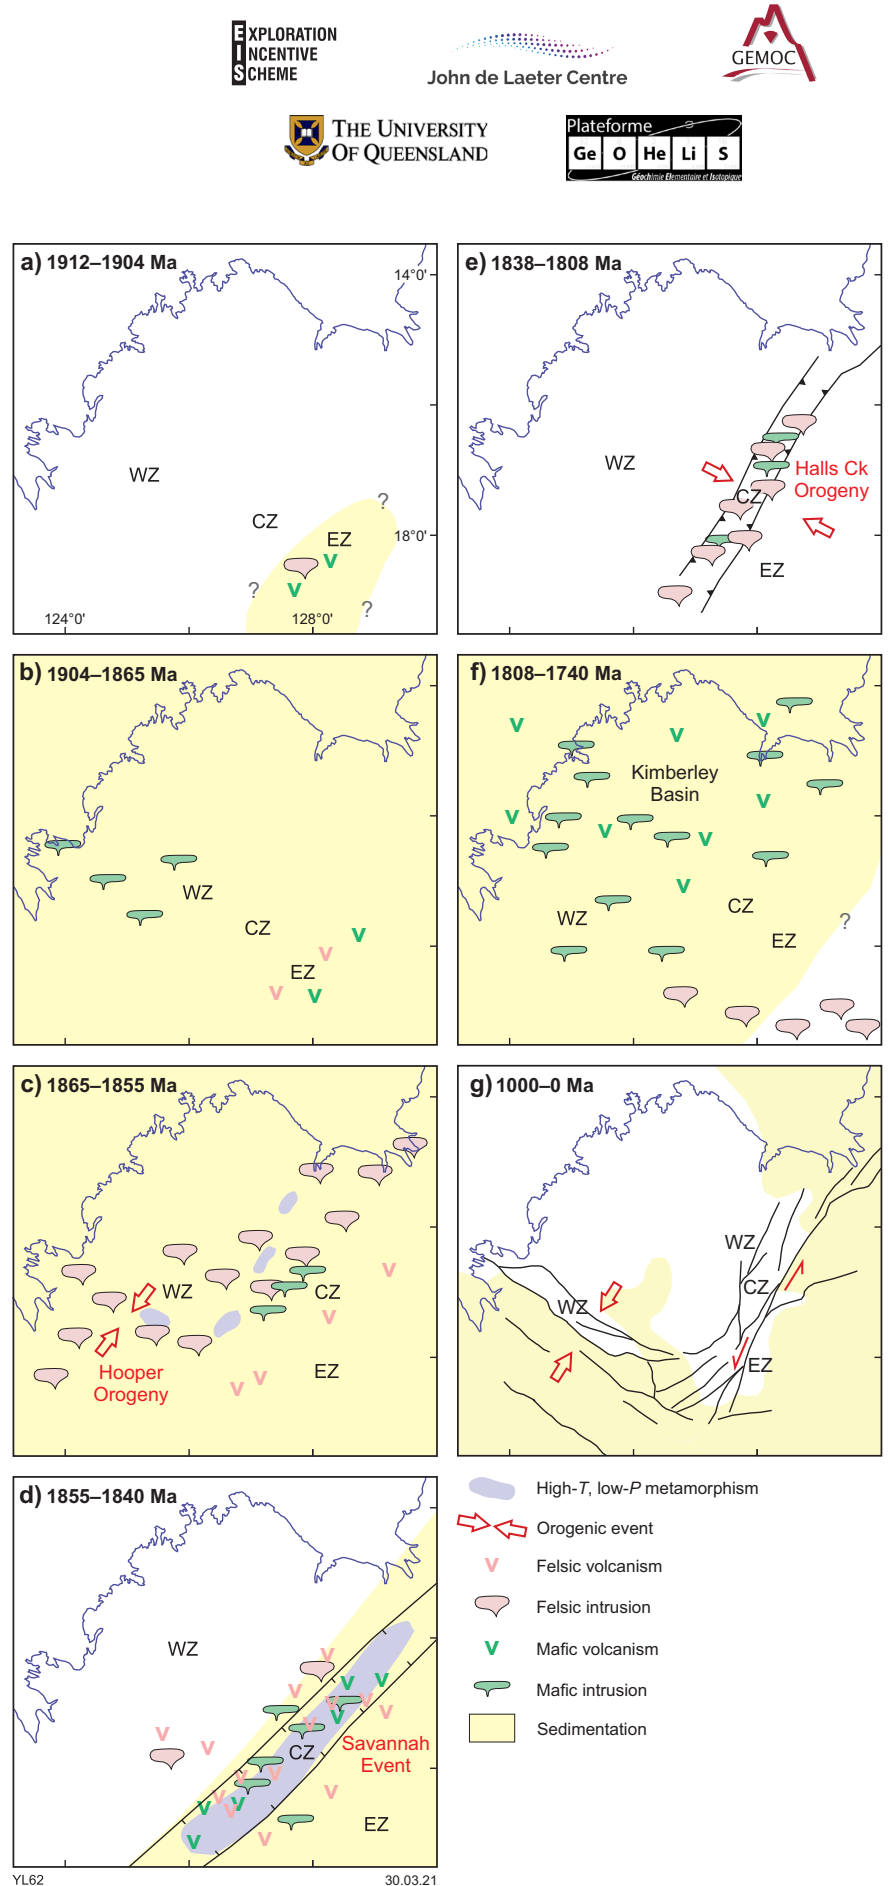 EXPLORATION
INCENTIVE
SCHEME
John de Laeter Centre
GEMOC
THE UNIVERSITY
OF QUEENSLAND
Plateforme
Ge O He Li S
Géochimie Elementaire et Isotopique
a) 1912–1904 Ma
14°0'
WZ
CZ
?
EZ
18°0'
V
V
?
?
124°0'
128°0'
b) 1904–1865 Ma
WZ
CZ
V
V
EZ
V
V
c) 1865–1855 Ma
V
WZ
CZ
V
Hooper
Orogeny
EZ
V
V
d) 1855–1840 Ma
WZ
V
V
V
V
V
V
V
V
V
V
V
CZ
Savannah
Event
V
V
V
V
V
V
V
V
EZ
V
V
YL62
30.03.21
e) 1838–1808 Ma
WZ
Halls Ck
Orogeny
CZ
EZ
f) 1808–1740 Ma
V
V
V
Kimberley
Basin
V
V
V
V
V
WZ
CZ
EZ
?
g) 1000–0 Ma
WZ
CZ
WZ
EZ
High-T, low-P metamorphism
Orogenic event
V Felsic volcanism
Felsic intrusion
V Mafic volcanism
Mafic intrusion
Sedimentation